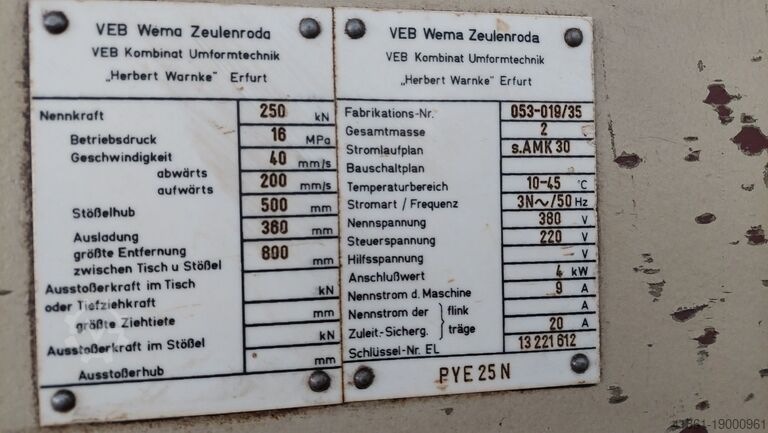 VEB Wema Zeulenroda
VEB Kombinat Umformtechnik
„Herbert Warnke" Erfurt
Nennkraft 250 kN
Betriebsdruck 16 MPa
Geschwindigkeit
abwärts 40 mm/s
aufwärts 200 mm/s
Stößelhub 500 mm
Ausladung 360 mm
größte Entfernung
zwischen Tisch u Stößel 800 mm
Ausstoßerkraft im Tisch
oder Tiefziehkraft kN
größte Ziehtiete mm
Ausstoßerkraft im Stößel kN
Ausstoßerhub mm
VEB Wema Zeulenroda
VEB Kombinat Umformtechnik
„Herbert Warnke" Erfurt
Fabrikations-Nr. 053-019/35
Gesamtmasse 2
Stromlaufplan s.AMK 30
Bauschaltplan
Temperaturbereich 10-45 °C
Stromart / Frequenz 3N~/50 Hz
Nennspannung 380 V
Steuerspannung 220 V
Hilfsspannung V
Anschlußwert 4 kW
Nennstrom d. Maschine 9 A
Nennstrom der flink A
Zuleit.-Sicherg. träge 20 A
Schlüssel-Nr. EL 13 221 612
PYE 25 N